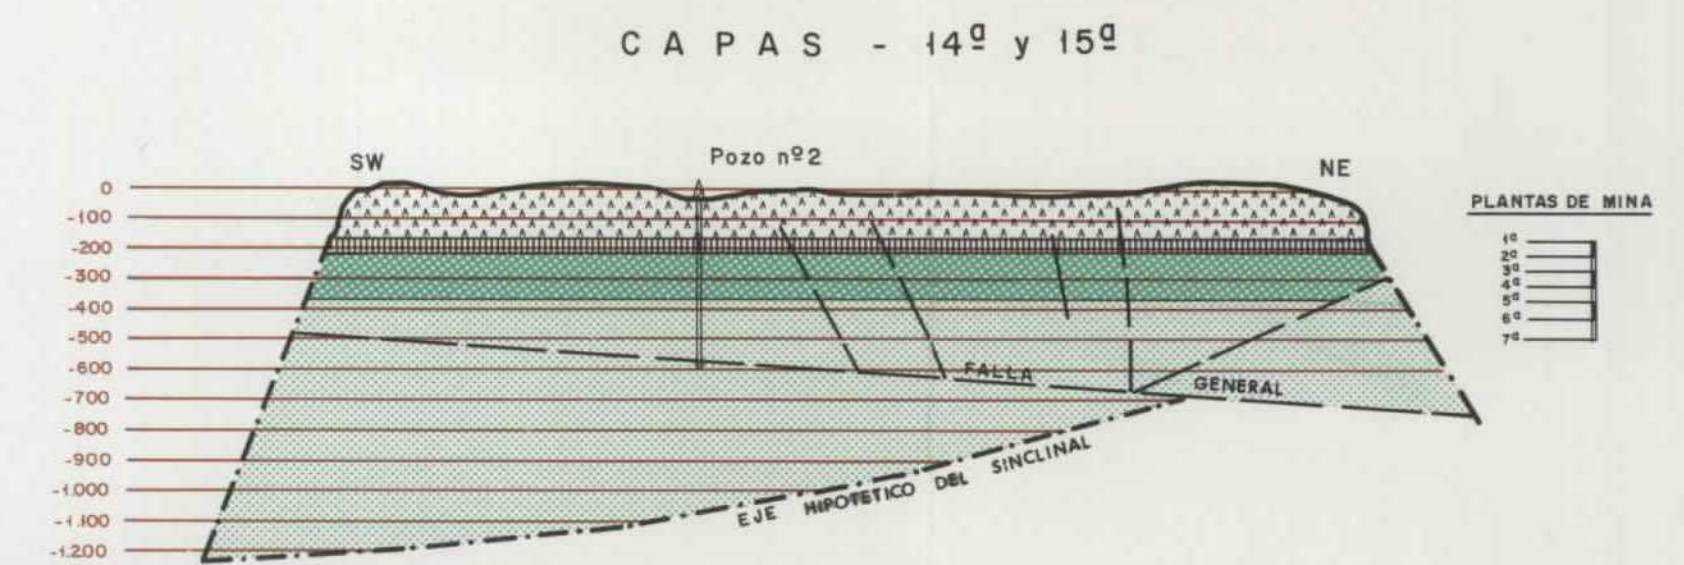 CAPAS - 14ª y 15ª
SW
Pozo nº 2
NE
0
-100
-200
-300
-400
-500
-600
-700
-800
-900
-1.000
-1.100
-1.200
PLANTAS DE MINA
1ª
2ª
3ª
4ª
5ª
6ª
7ª
FALLA
GENERAL
EJE HIPOTETICO DEL SINCLINAL